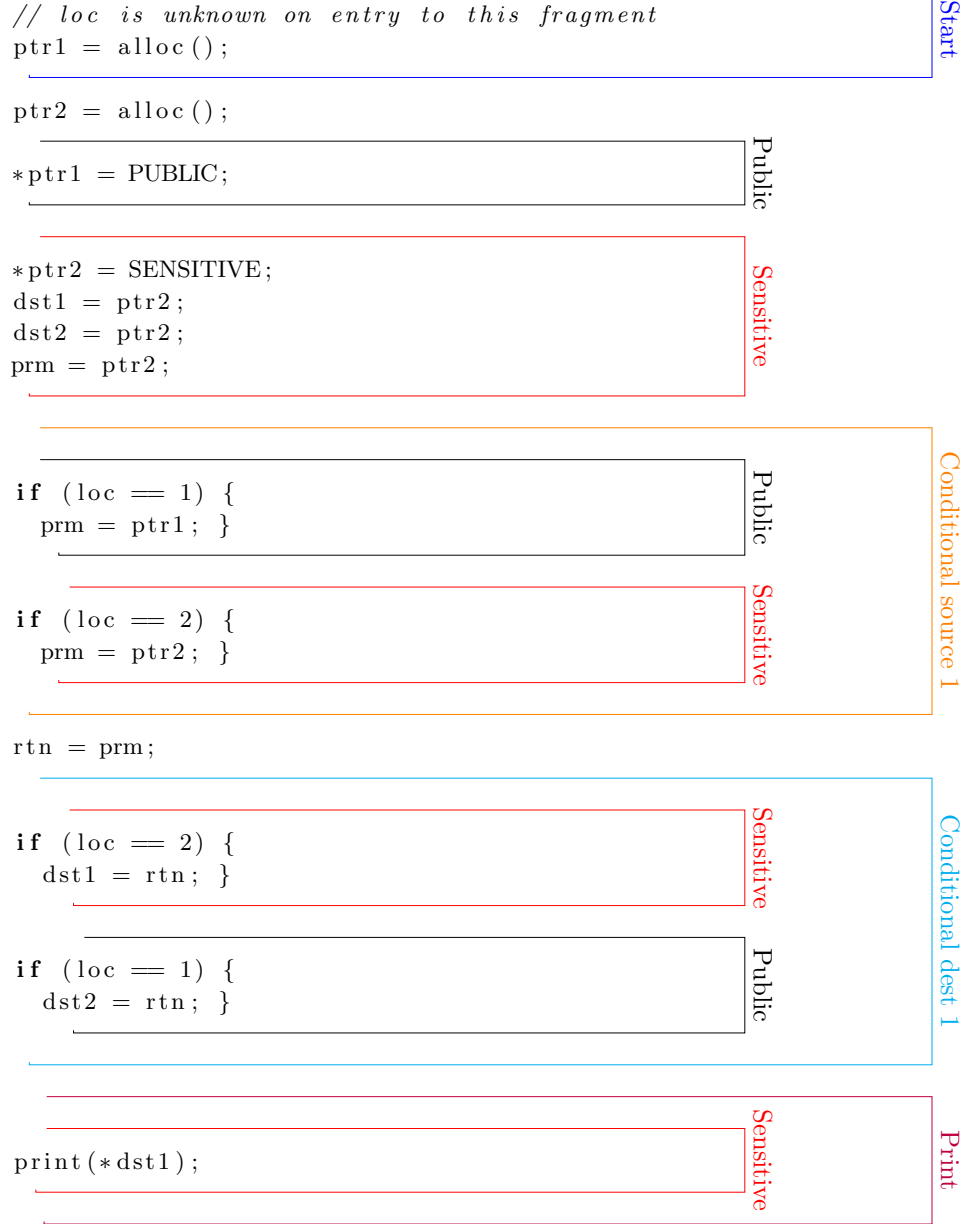 // loc is unknown on entry to this fragment
ptr1 = alloc();
Start
ptr2 = alloc();
*ptr1 = PUBLIC;
Public
*ptr2 = SENSITIVE;
dst1 = ptr2;
dst2 = ptr2;
prm = ptr2;
Sensitive
Conditional source 1
if (loc == 1) {
prm = ptr1; }
Public
if (loc == 2) {
prm = ptr2; }
Sensitive
rtn = prm;
Conditional dest 1
if (loc == 2) {
dst1 = rtn; }
Sensitive
if (loc == 1) {
dst2 = rtn; }
Public
Print
print(*dst1);
Sensitive